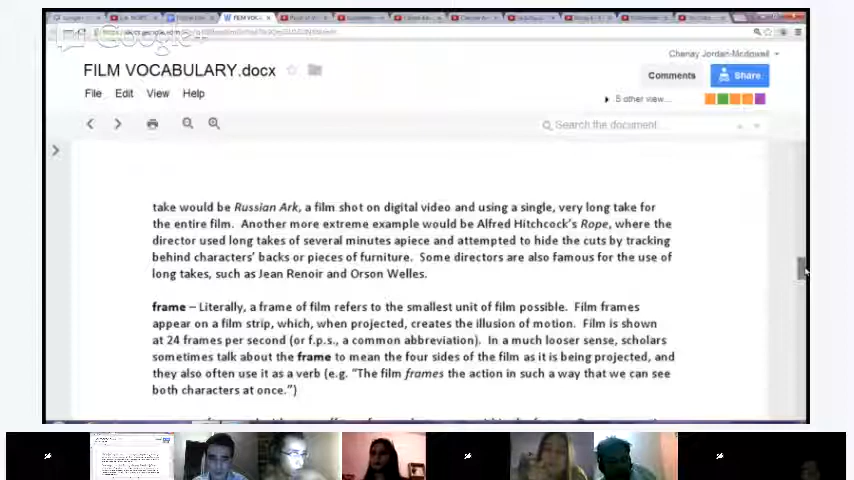 Google+
FILM VOCABULARY.docx
Chanay Jordan-Mcdowell
Comments
Share
File Edit View Help
5 other view...
Search the document
take would be Russian Ark, a film shot on digital video and using a single, very long take for
the entire film. Another more extreme example would be Alfred Hitchcock's Rope, where the
director used long takes of several minutes apiece and attempted to hide the cuts by tracking
behind characters' backs or pieces of furniture. Some directors are also famous for the use of
long takes, such as Jean Renoir and Orson Welles.
frame – Literally, a frame of film refers to the smallest unit of film possible. Film frames
appear on a film strip, which, when projected, creates the illusion of motion. Film is shown
at 24 frames per second (or f.p.s., a common abbreviation). In a much looser sense, scholars
sometimes talk about the frame to mean the four sides of the film as it is being projected, and
they also often use it as a verb (e.g. "The film frames the action in such a way that we can see
both characters at once.")